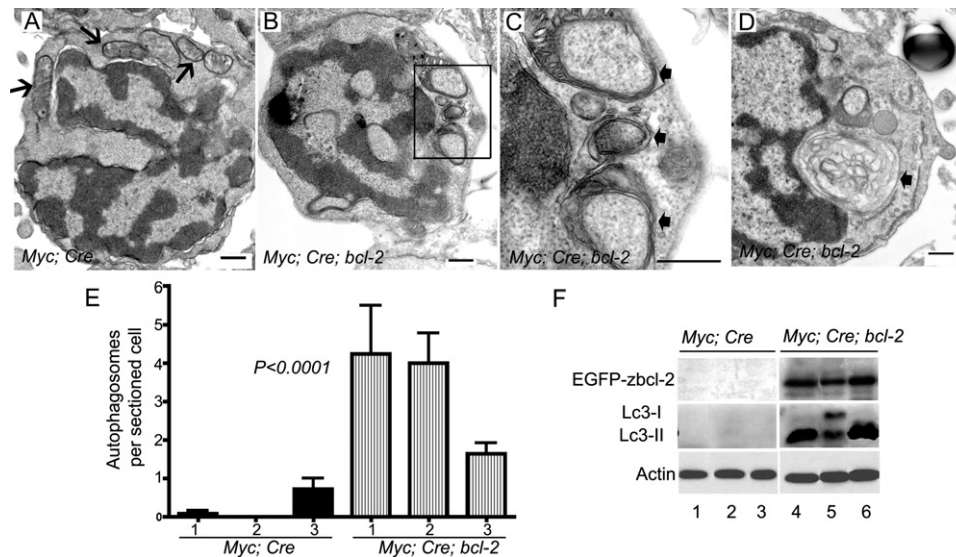 A
B
C
D
Myc; Cre
Myc; Cre; bcl-2
Myc; Cre; bcl-2
Myc; Cre; bcl-2
E
6
5
4
3
2
1
0
Autophagosomes
per sectioned cell
P<0.0001
1 2 3 1 2 3
Myc; Cre Myc; Cre; bcl-2
F
Myc; Cre Myc; Cre; bcl-2
EGFP-zbcl-2
Lc3-I
Lc3-II
Actin
1 2 3 4 5 6